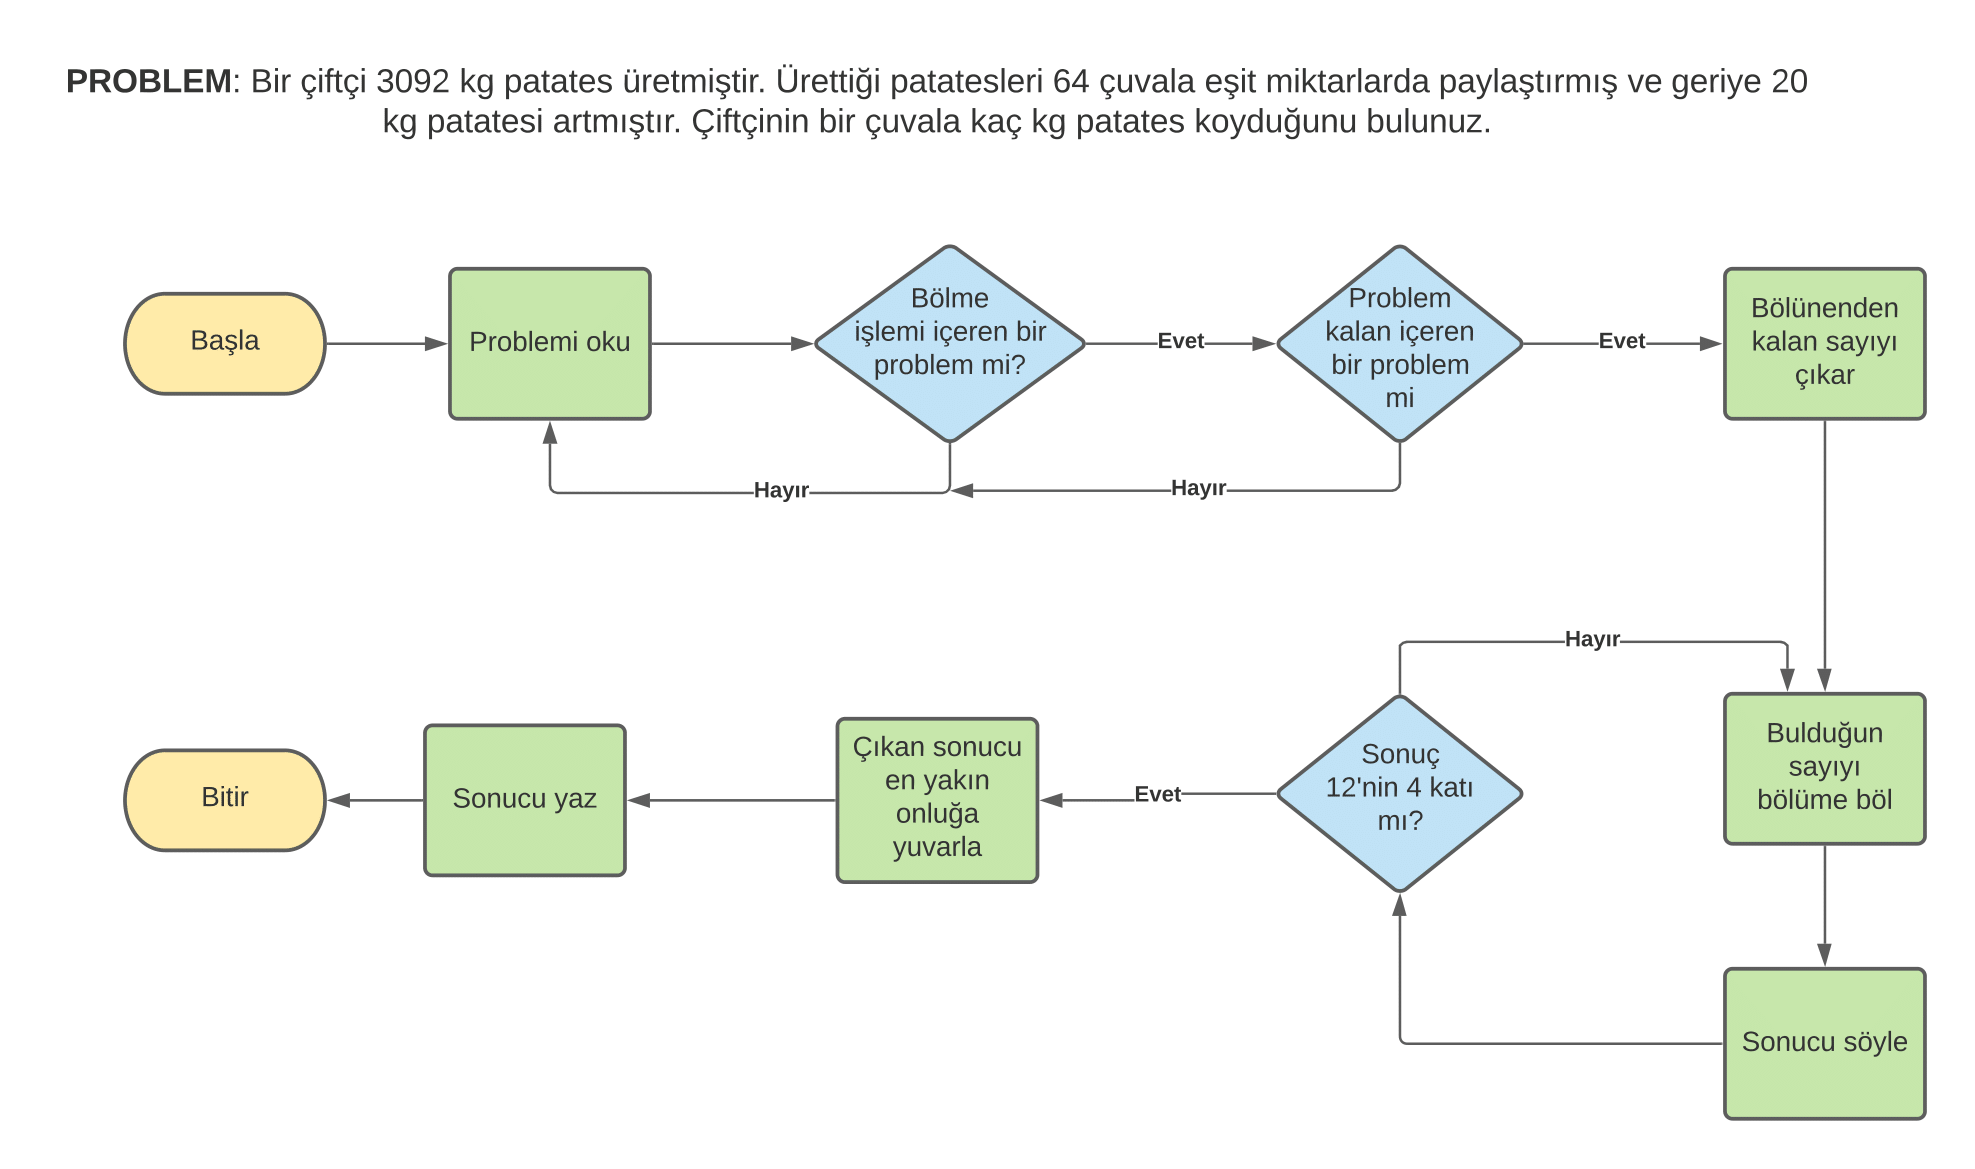 PROBLEM: Bir çiftçi 3092 kg patates üretmiştir. Ürettiği patatesleri 64 çuvala eşit miktarlarda paylaştırmış ve geriye 20
kg patatesi artmıştır. Çiftçinin bir çuvala kaç kg patates koyduğunu bulunuz.
Başla
Problemi oku
Bölme
işlemi içeren bir
problem mi?
Evet
Problem
kalan içeren
bir problem
mi
Evet
Bölünenden
kalan sayıyı
çıkar
Hayır
Hayır
Hayır
Bulduğun
sayıyı
bölüme böl
Sonuç
12'nin 4 katı
mı?
Evet
Çıkan sonucu
en yakın
onluğa
yuvarla
Sonucu yaz
Bitir
Sonucu söyle